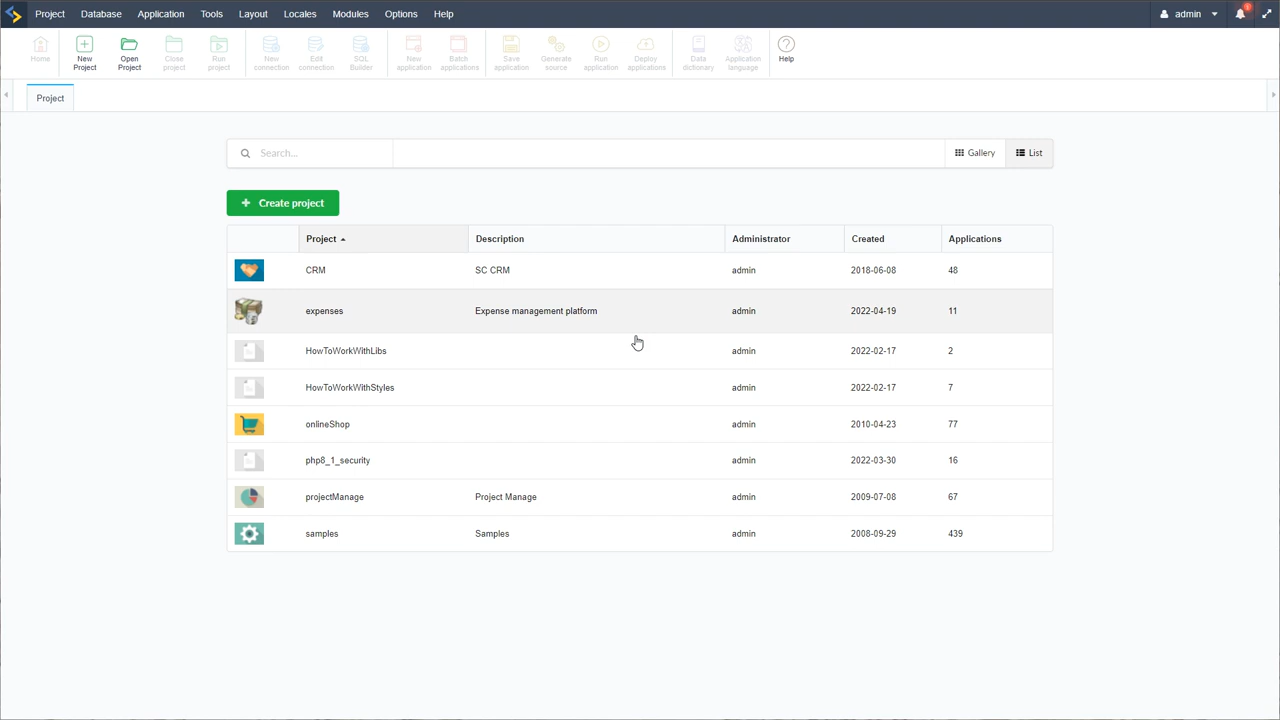 Project Database Application Tools Layout Locales Modules Options Help admin 1
Home New Project Open Project Close project Run project New connection Edit connection SQL Builder New application Batch applications Save application Generate source Run application Deploy applications Data dictionary Application language Help
Project
Search... Gallery List
Create project
Project Description Administrator Created Applications
CRM SC CRM admin 2018-06-08 48
expenses Expense management platform admin 2022-04-19 11
HowToWorkWithLibs admin 2022-02-17 2
HowToWorkWithStyles admin 2022-02-17 7
onlineShop admin 2010-04-23 77
php8_1_security admin 2022-03-30 16
projectManage Project Manage admin 2009-07-08 67
samples Samples admin 2008-09-29 439